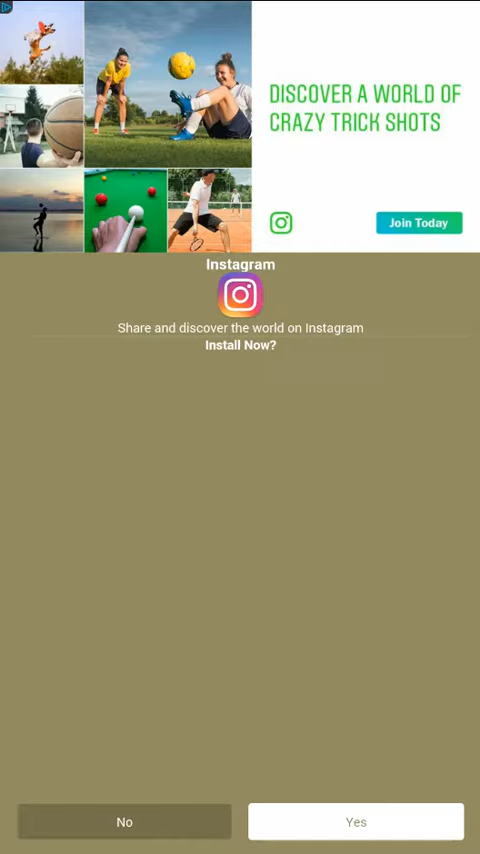 DISCOVER A WORLD OF
CRAZY TRICK SHOTS
Join Today
Instagram
Share and discover the world on Instagram
Install Now?
No
Yes